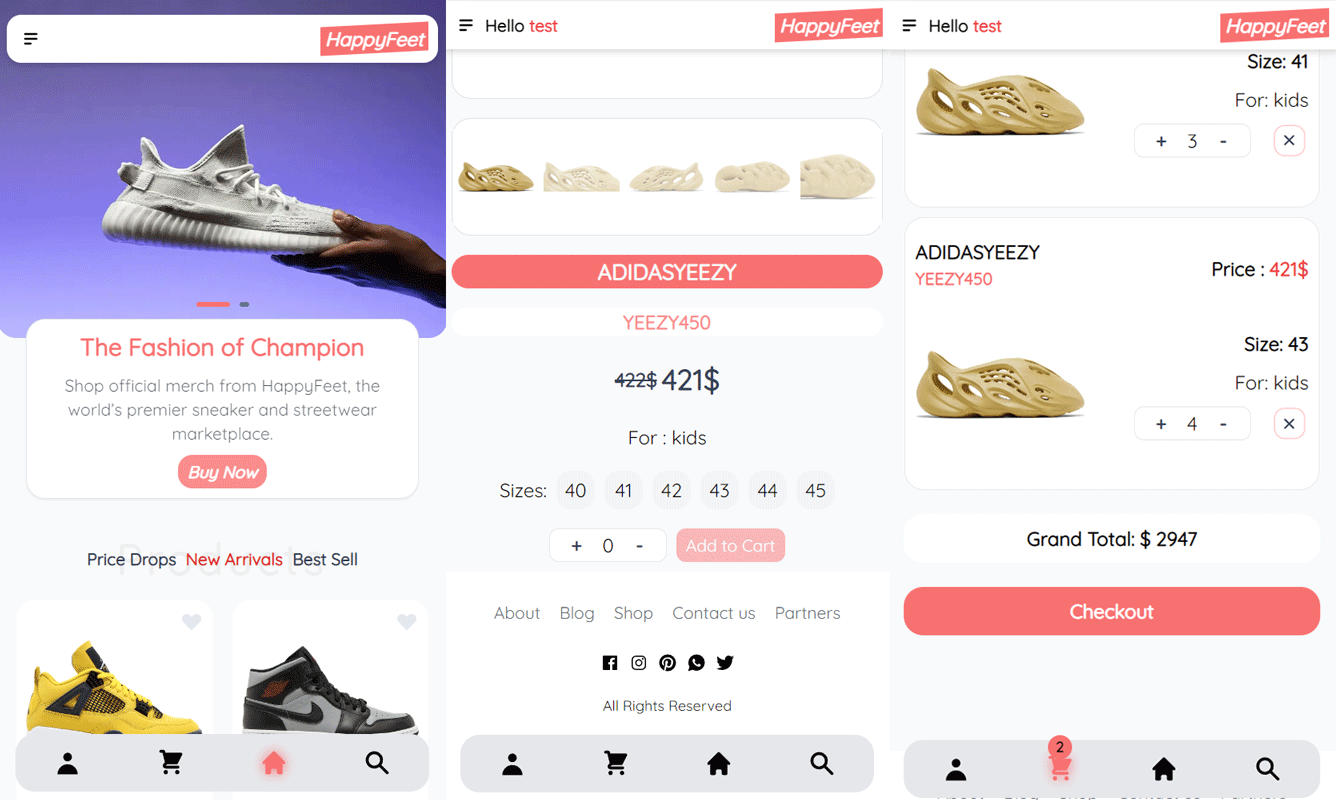 HappyFeet
The Fashion of Champion
Shop official merch from HappyFeet, the
world's premier sneaker and streetwear
marketplace.
Buy Now
Products
Price Drops New Arrivals Best Sell
Hello test
HappyFeet
ADIDASYEEZY
YEEZY450
422$ 421$
For : kids
Sizes: 40 41 42 43 44 45
+ 0 -
Add to Cart
About Blog Shop Contact us Partners
All Rights Reserved
Hello test
HappyFeet
Size: 41
For: kids
+ 3 -
ADIDASYEEZY
YEEZY450
Price : 421$
Size: 43
For: kids
+ 4 -
Grand Total: $ 2947
Checkout
2